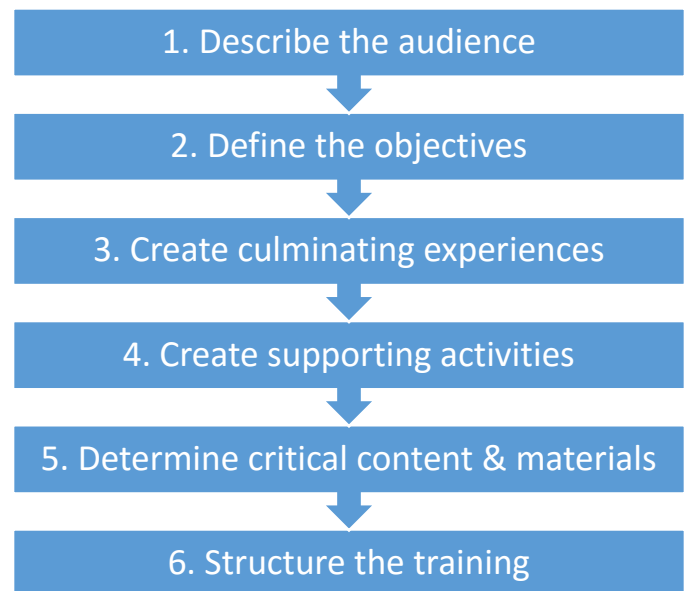 1. Describe the audience
2. Define the objectives
3. Create culminating experiences
4. Create supporting activities
5. Determine critical content & materials
6. Structure the training